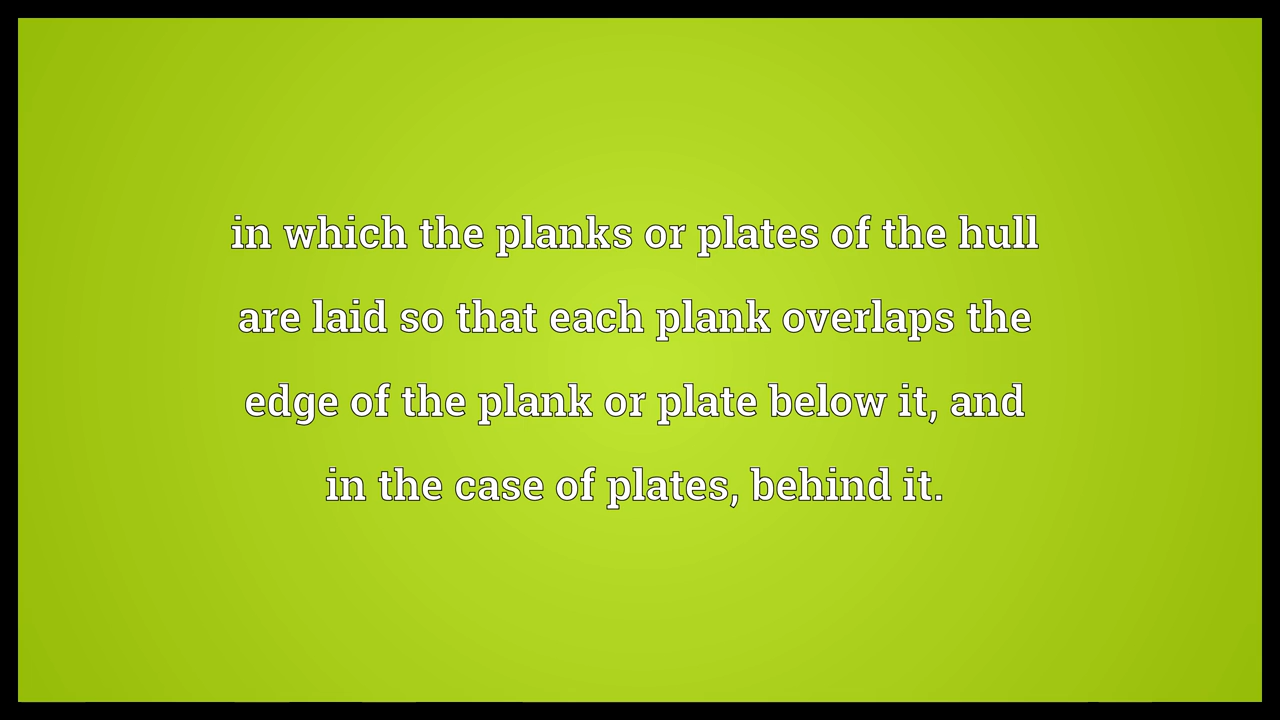 in which the planks or plates of the hull
are laid so that each plank overlaps the
edge of the plank or plate below it, and
in the case of plates, behind it.